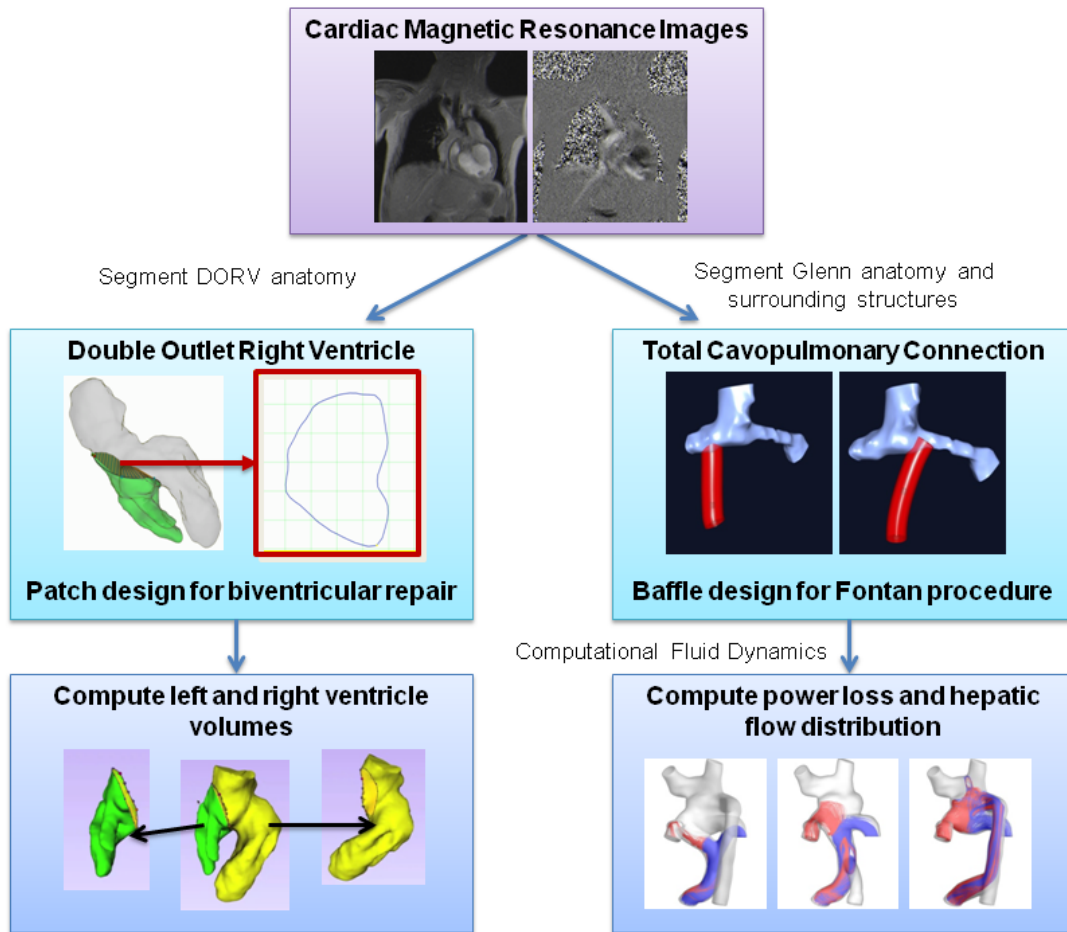 Cardiac Magnetic Resonance Images
Segment DORV anatomy
Segment Glenn anatomy and
surrounding structures
Double Outlet Right Ventricle
Patch design for biventricular repair
Total Cavopulmonary Connection
Baffle design for Fontan procedure
Computational Fluid Dynamics
Compute left and right ventricle
volumes
Compute power loss and hepatic
flow distribution